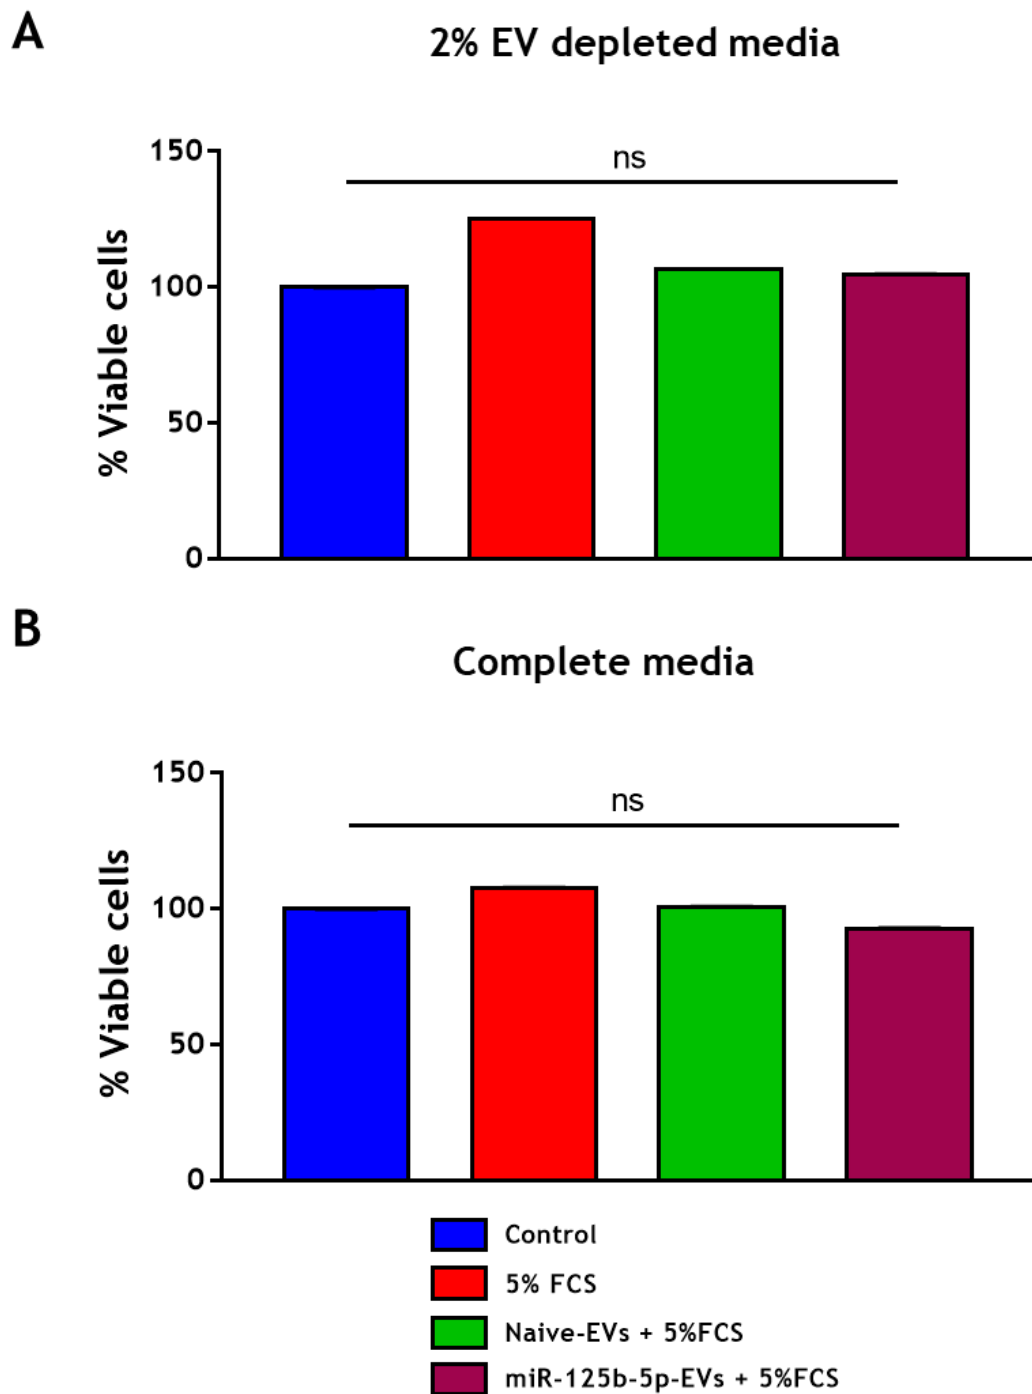 A
2% EV depleted media
150
ns
100
50
0
% Viable cells
B
Complete media
150
ns
100
50
0
% Viable cells
Control
5% FCS
Naive-EVs + 5%FCS
miR-125b-5p-EVs + 5%FCS